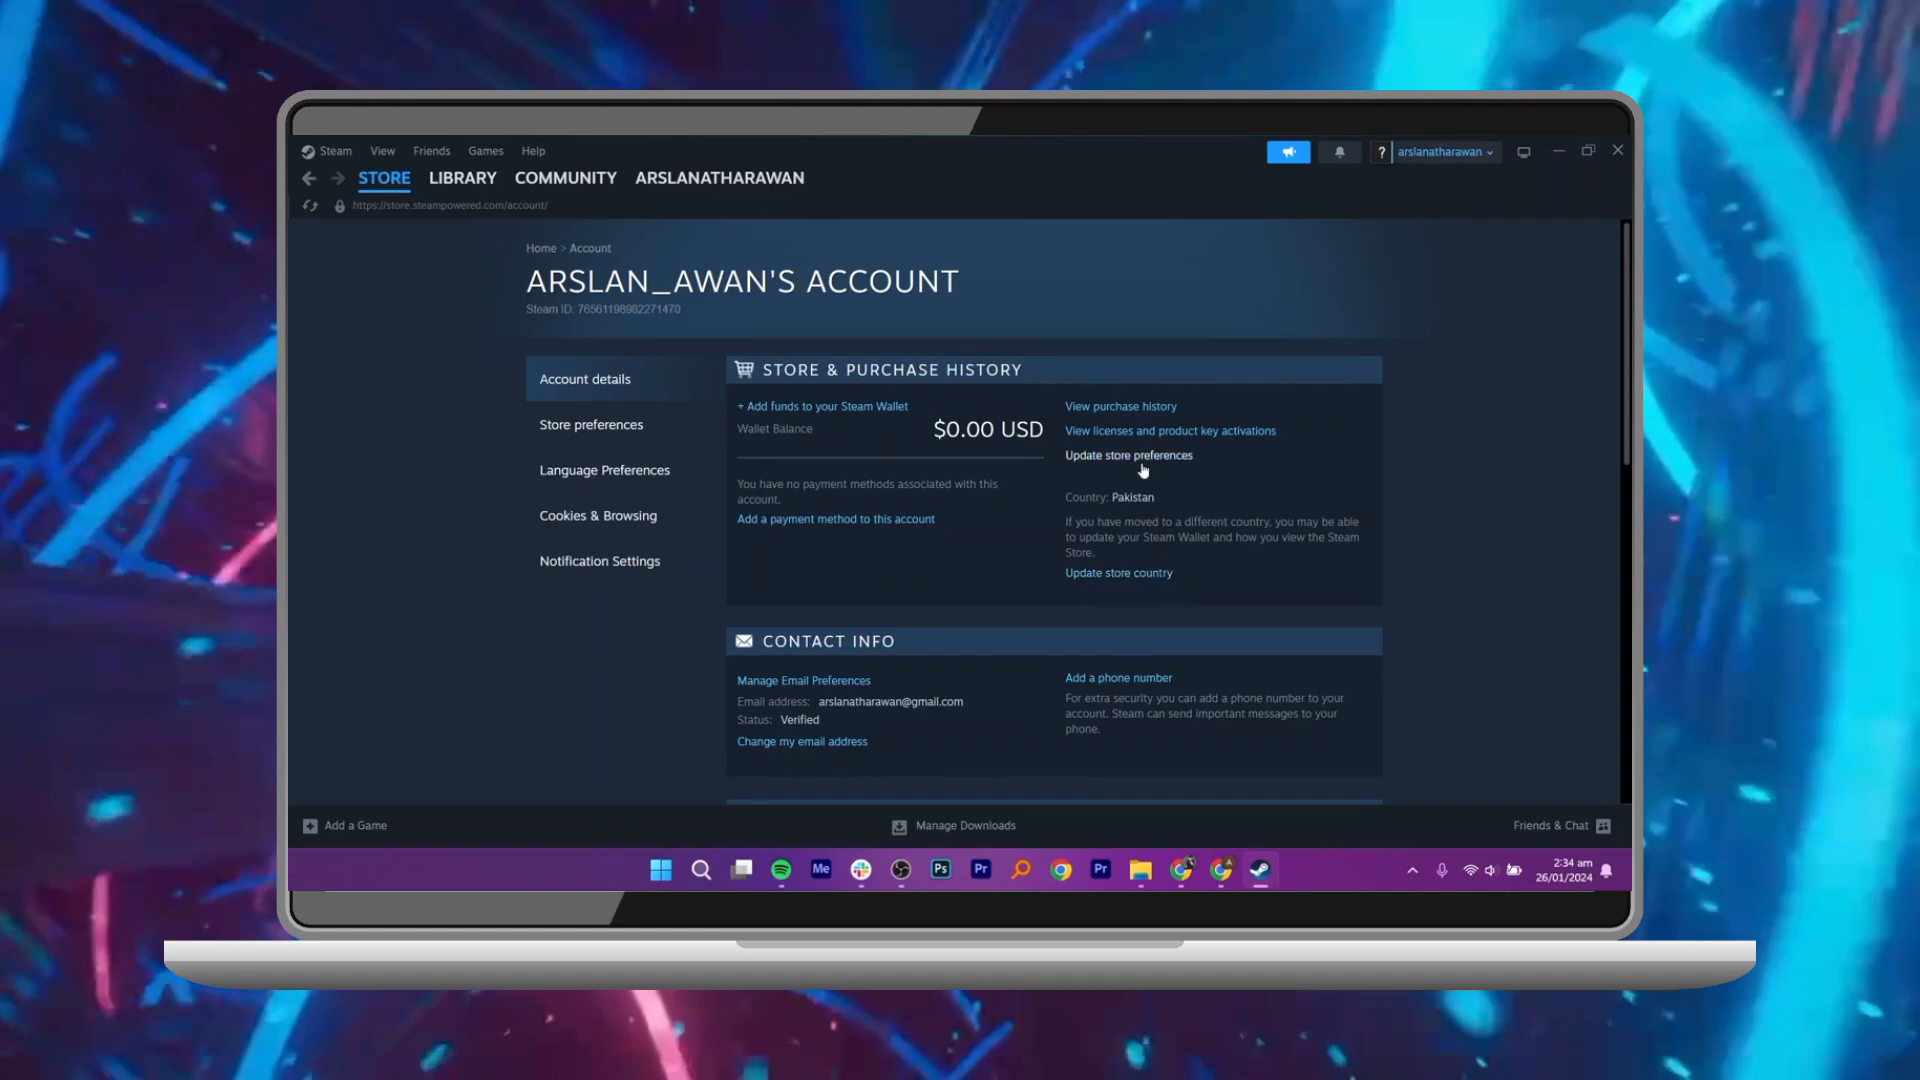 Steam View Friends Games Help
? arslanatharawan
STORE LIBRARY COMMUNITY ARSLANATHARAWAN
https://store.steampowered.com/account/
Home > Account
ARSLAN_AWAN'S ACCOUNT
Steam ID: 76561198982271470
Account details
Store preferences
Language Preferences
Cookies & Browsing
Notification Settings
STORE & PURCHASE HISTORY
+ Add funds to your Steam Wallet
Wallet Balance $0.00 USD
You have no payment methods associated with this
account.
Add a payment method to this account
View purchase history
View licenses and product key activations
Update store preferences
Country: Pakistan
If you have moved to a different country, you may be able
to update your Steam Wallet and how you view the Steam
Store.
Update store country
CONTACT INFO
Manage Email Preferences
Email address: arslanatharawan@gmail.com
Status: Verified
Change my email address
Add a phone number
For extra security you can add a phone number to your
account. Steam can send important messages to your
phone.
Add a Game
Manage Downloads
Friends & Chat
Me Ps Pr Pr
2:34 am
26/01/2024